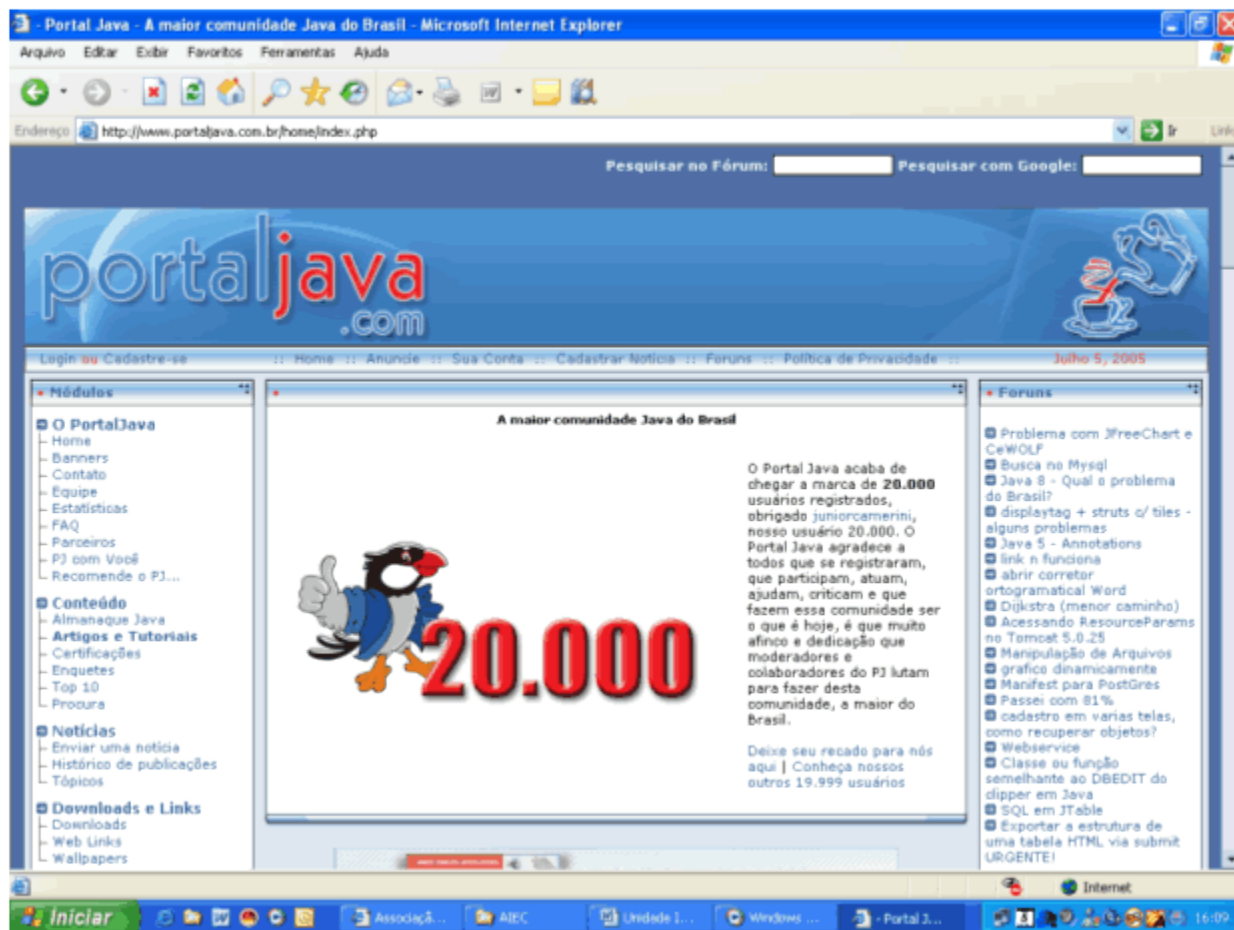 - Portal Java - A maior comunidade Java do Brasil - Microsoft Internet Explorer
Arquivo Editar Exibir Favoritos Ferramentas Ajuda
Endereço http://www.portaljava.com.br/home/index.php Ir Links
Pesquisar no Fórum: Pesquisar com Google:
portaljava
.com
Login ou Cadastre-se :: Home :: Anuncie :: Sua Conta :: Cadastrar Notícia :: Foruns :: Política de Privacidade :: Julho 5, 2005
Módulos
O PortalJava
Home
Banners
Contato
Equipe
Estatísticas
FAQ
Parceiros
PJ com Você
Recomende o PJ...
Conteúdo
Almanaque Java
Artigos e Tutoriais
Certificações
Enquetes
Top 10
Procura
Notícias
Enviar uma notícia
Histórico de publicações
Tópicos
Downloads e Links
Downloads
Web Links
Wallpapers
A maior comunidade Java do Brasil
20.000
O Portal Java acaba de
chegar a marca de 20.000
usuários registrados,
obrigado juniorcamerini,
nosso usuário 20.000. O
Portal Java agradece a
todos que se registraram,
que participam, atuam,
ajudam, criticam e que
fazem essa comunidade ser
o que é hoje, é que muito
afinco e dedicação que
moderadores e
colaboradores do PJ lutam
para fazer desta
comunidade, a maior do
Brasil.
Deixe seu recado para nós
aqui | Conheça nossos
outros 19.999 usuários
Foruns
Problema com JFreeChart e
CeWOLF
Busca no Mysql
Java 8 - Qual o problema
do Brasil?
displaytag + struts c/ tiles -
alguns problemas
Java 5 - Annotations
link n funciona
abrir corretor
ortogramatical Word
Dijkstra (menor caminho)
Acessando ResourceParams
no Tomcat 5.0.25
Manipulação de Arquivos
grafico dinamicamente
Manifest para PostGres
Passei com 81%
cadastro em varias telas,
como recuperar objetos?
Webservice
Classe ou função
semelhante ao DBEDIT do
clipper em Java
SQL em JTable
Exportar a estrutura de
uma tabela HTML via submit
URGENTE!
Internet
Iniciar Associaçã... AIEC Unidade 1... Windows ... - Portal J... 16:09